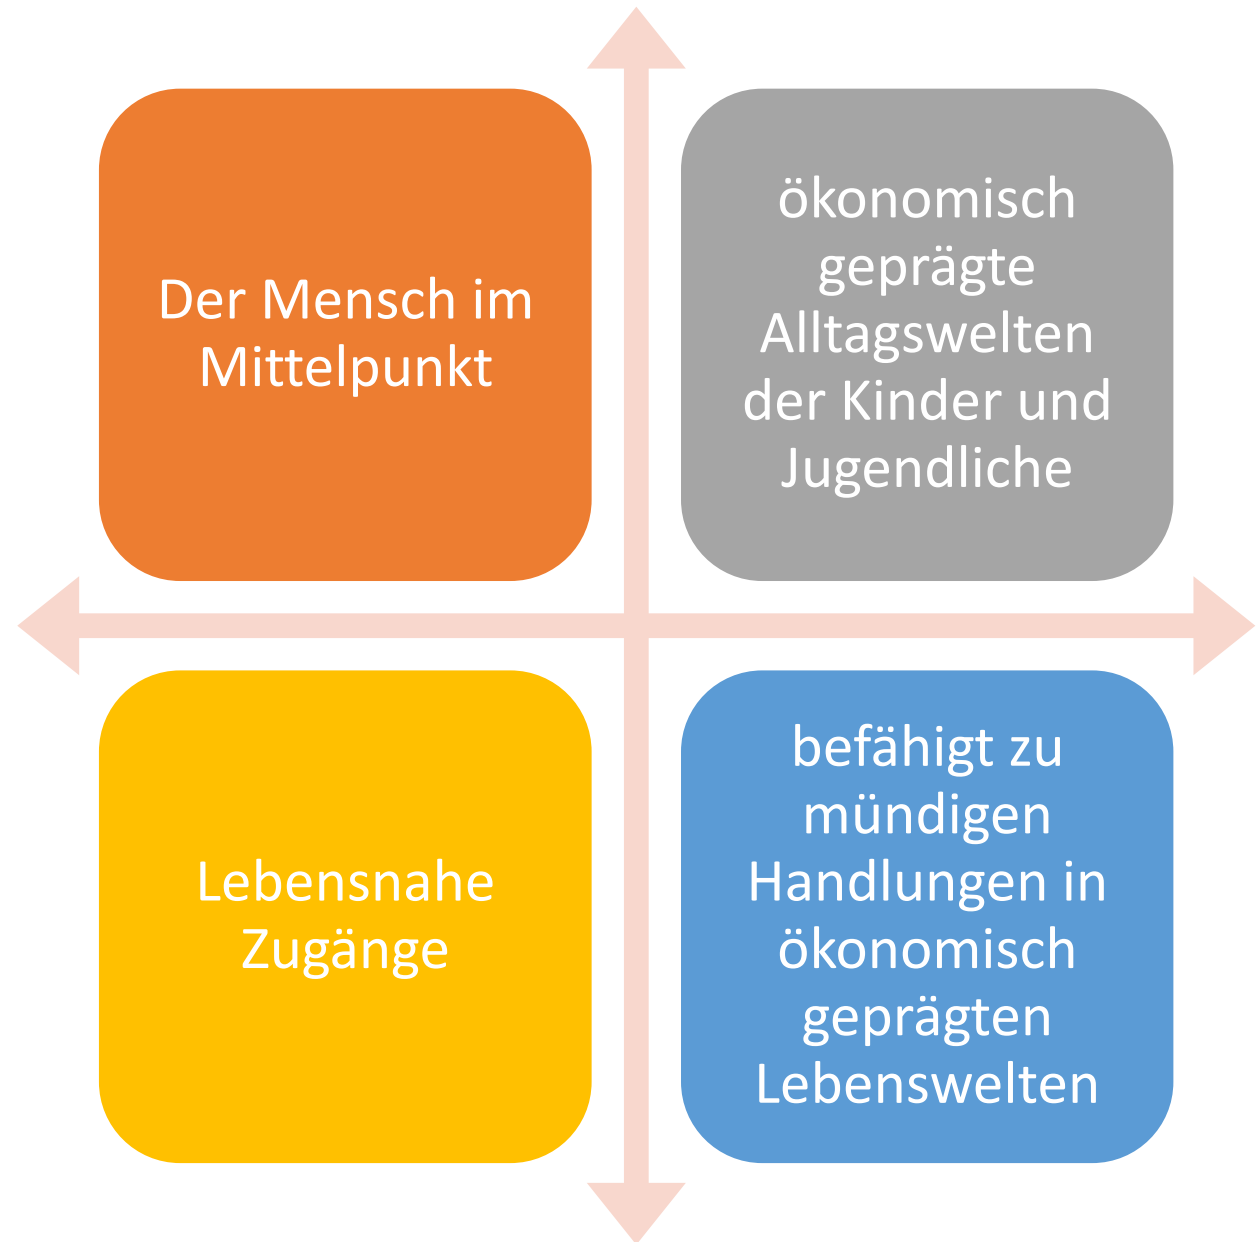 Der Mensch im
Mittelpunkt
ökonomisch
geprägte
Alltagswelten
der Kinder und
Jugendliche
Lebensnahe
Zugänge
befähigt zu
mündigen
Handlungen in
ökonomisch
geprägten
Lebenswelten